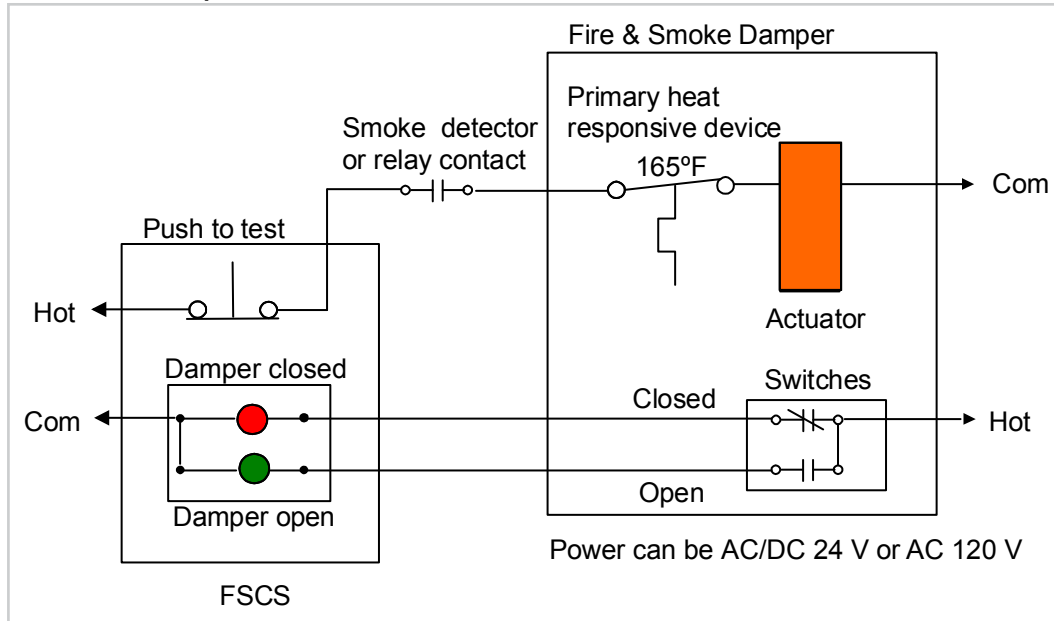 Fire & Smoke Damper
Primary heat
responsive device
165ºF
Smoke detector
or relay contact
Com
Push to test
Hot
Actuator
Damper closed
Switches
Closed
Com
Hot
Open
Damper open
Power can be AC/DC 24 V or AC 120 V
FSCS